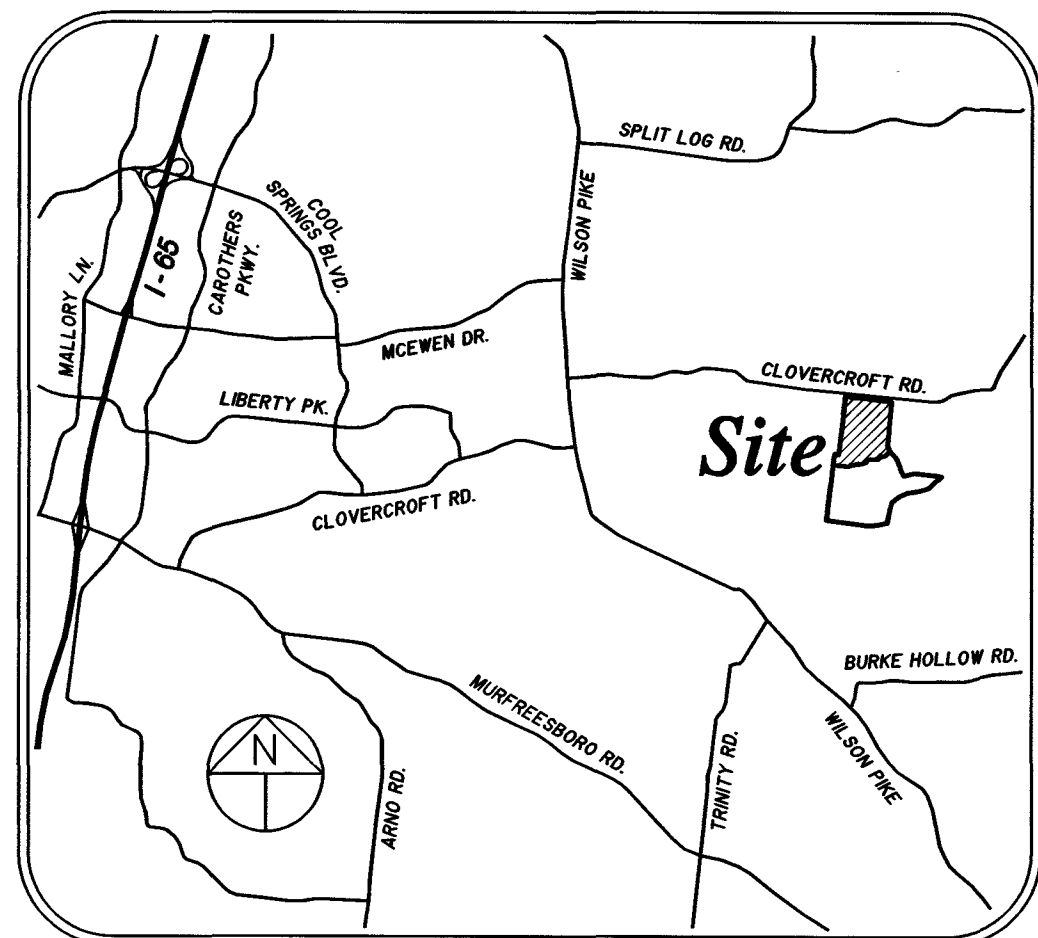 SPLIT LOG RD.
COOL
SPRINGS BLVD.
WILSON PIKE
CAROTHERS
PKWY.
I-65
MALLORY LN.
MCEWEN DR.
CLOVERCROFT RD.
LIBERTY PK.
Site
CLOVERCROFT RD.
BURKE HOLLOW RD.
MURFREESBORO RD.
WILSON PIKE
TRINITY RD.
N
ARNO RD.